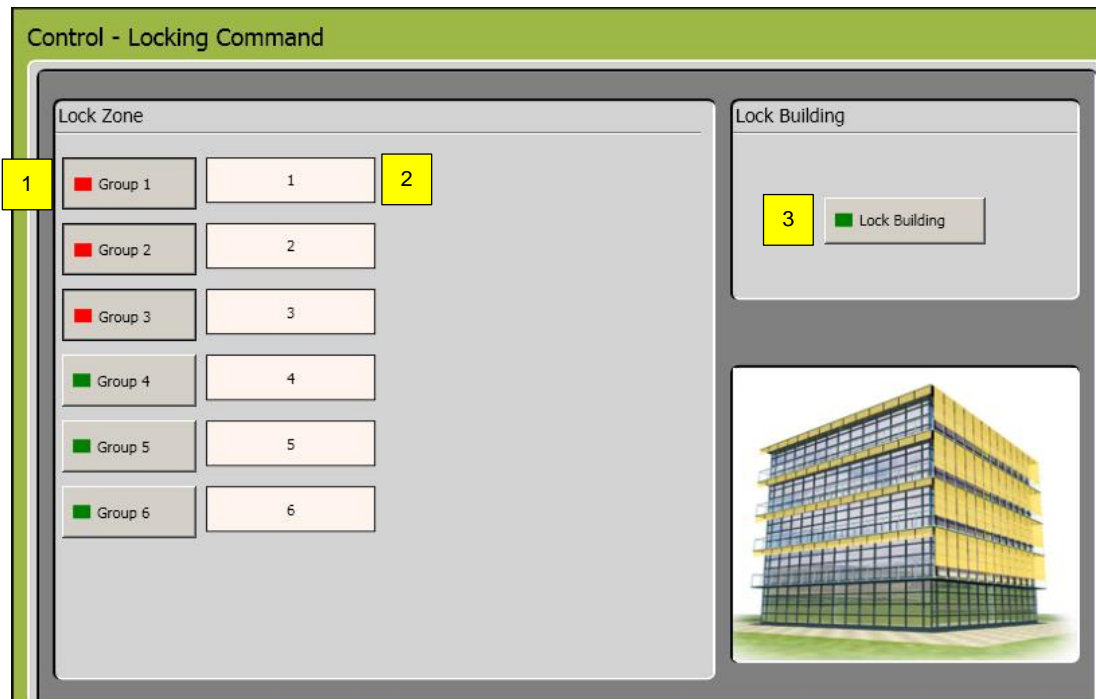 Control - Locking Command
Lock Zone
1
Group 1
1
2
Group 2
2
Group 3
3
Group 4
4
Group 5
5
Group 6
6
Lock Building
3
Lock Building